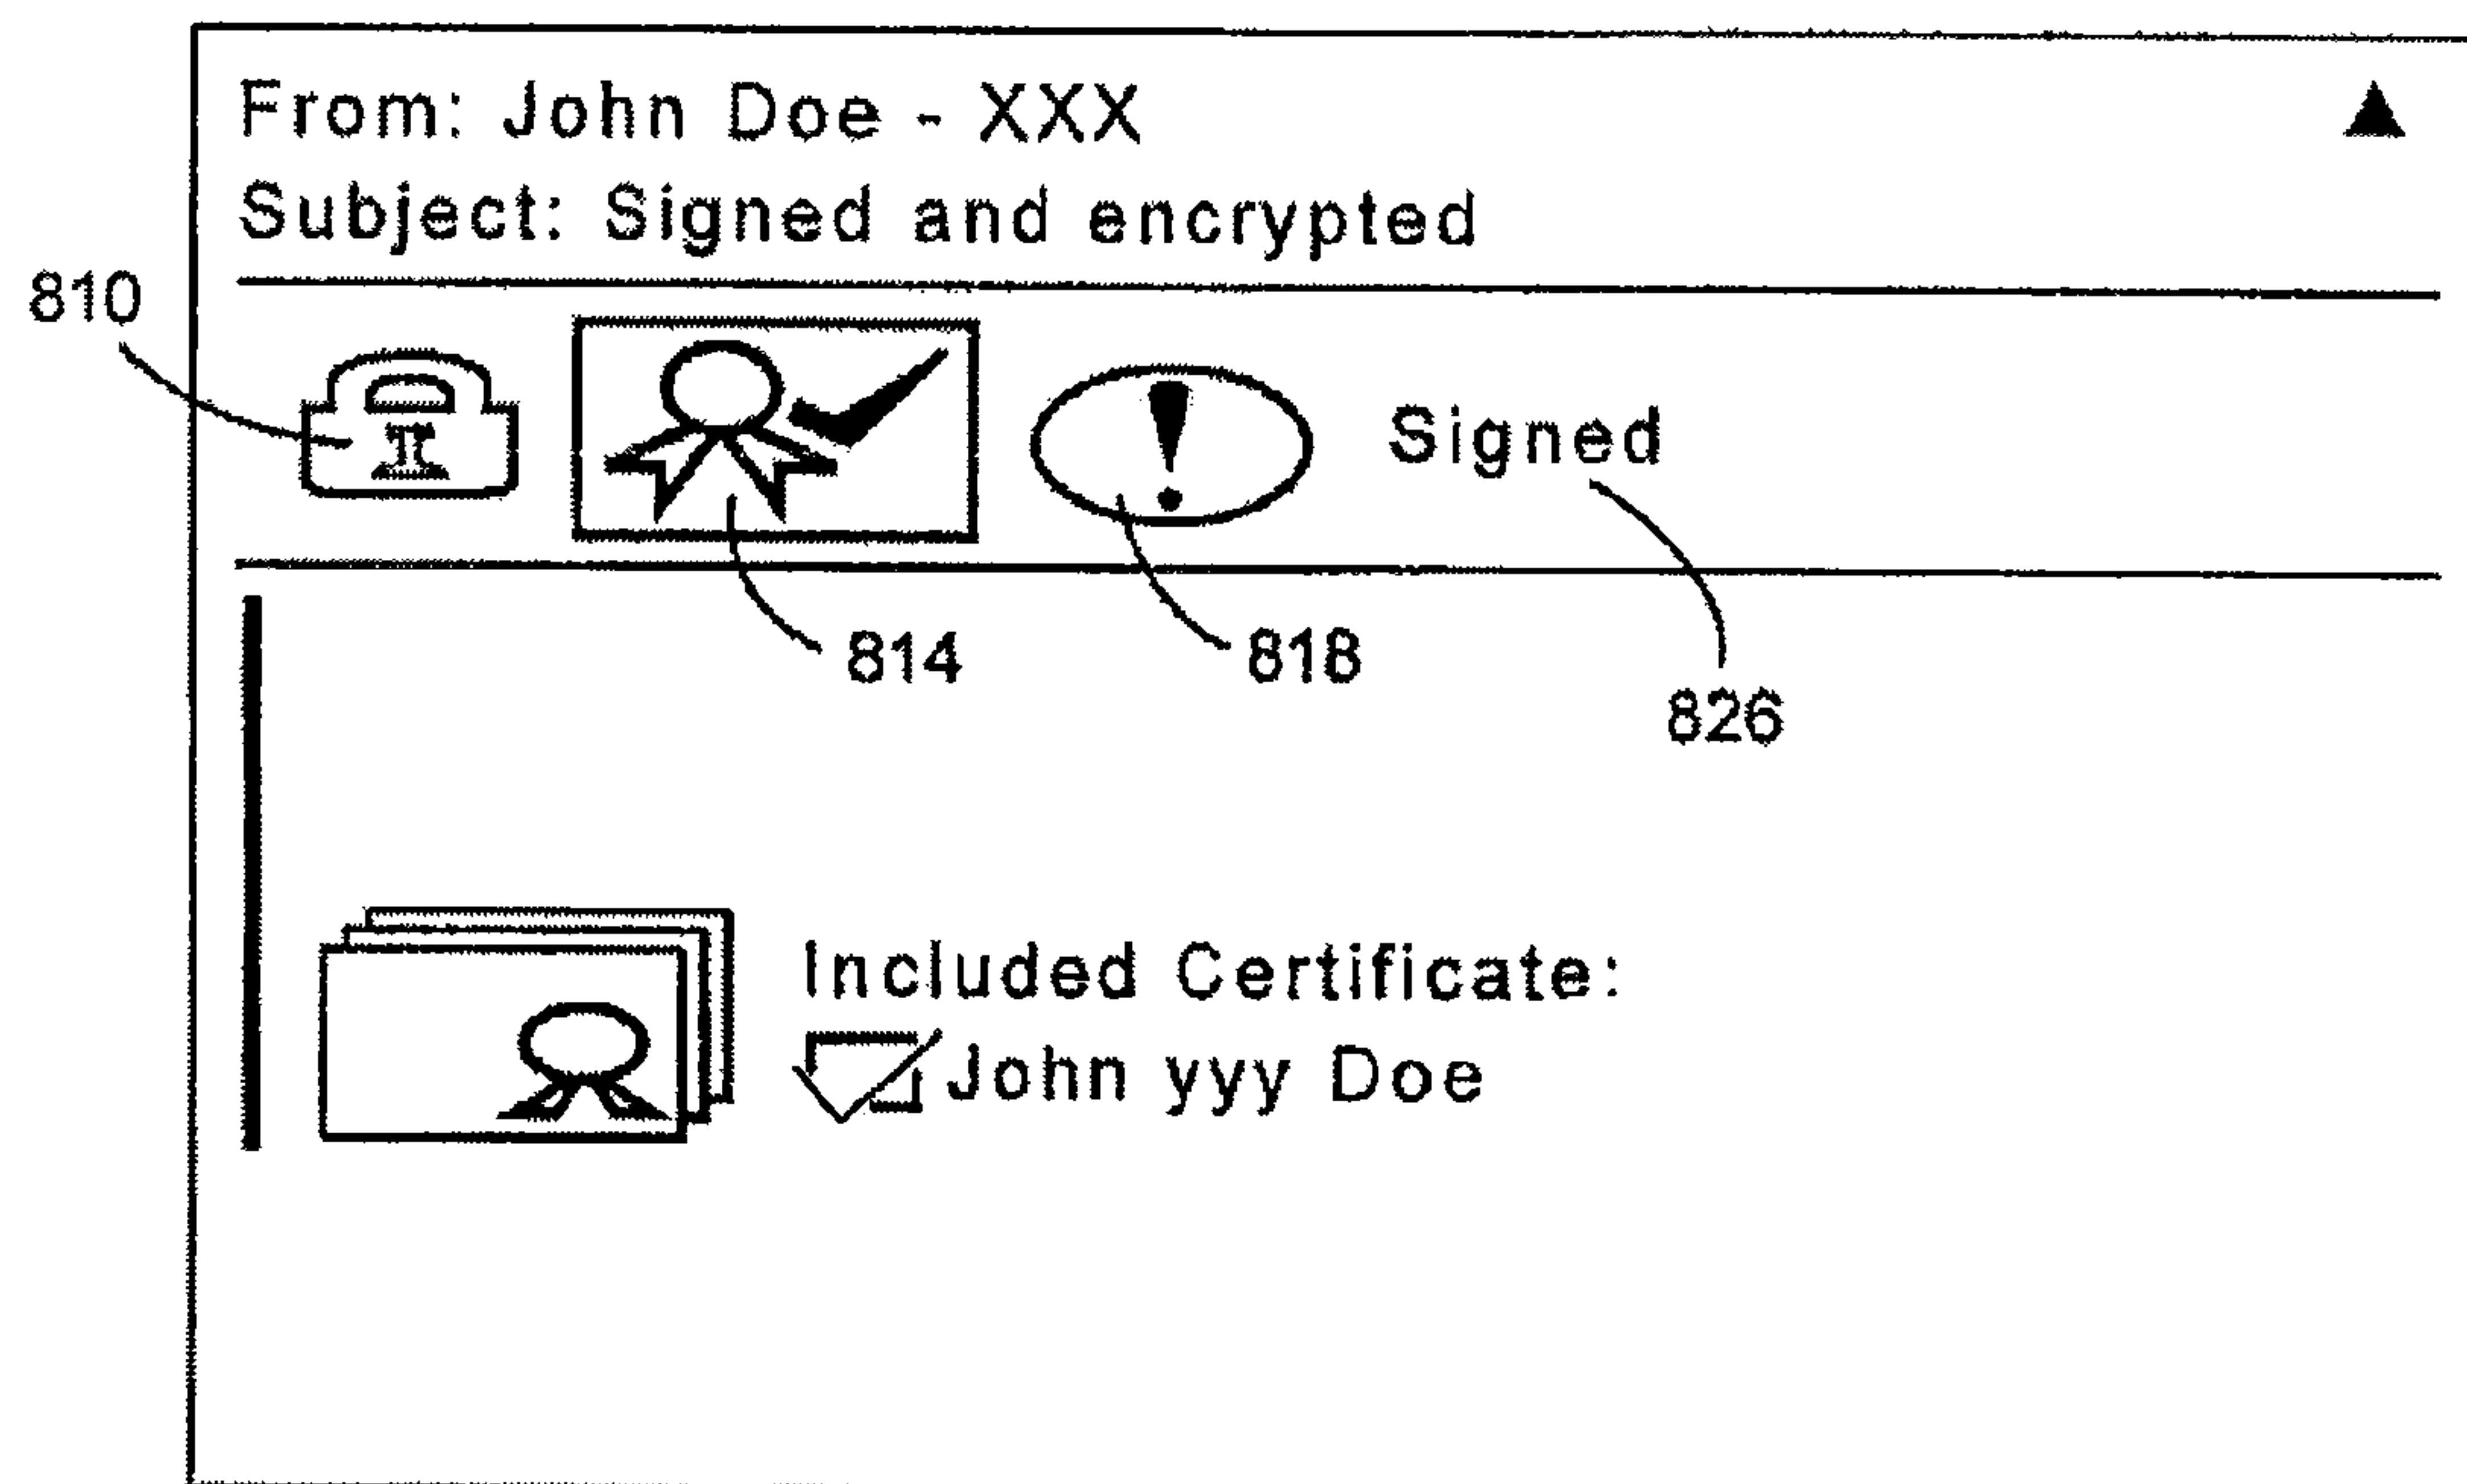 From: John Doe - XXX
Subject: Signed and encrypted
810
Signed
814
818
826
Included Certificate:
John yyy Doe